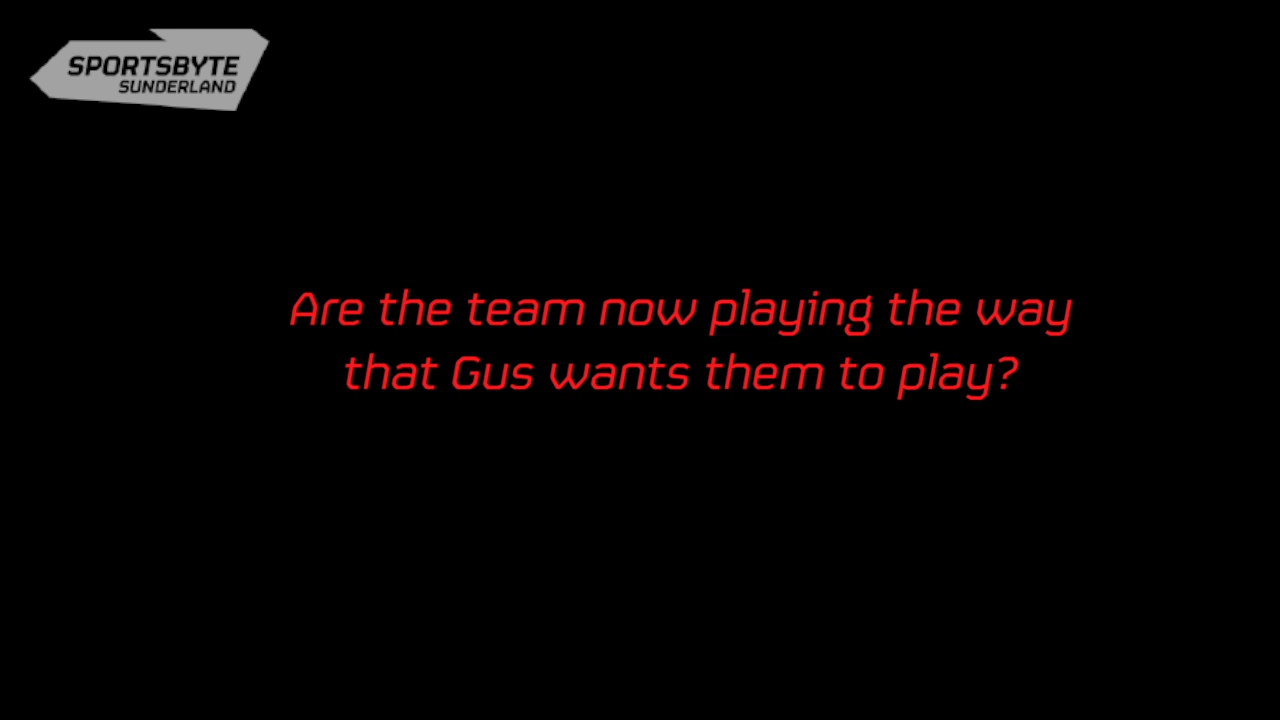 SPORTSBYTE
SUNDERLAND
Are the team now playing the way
that Gus wants them to play?